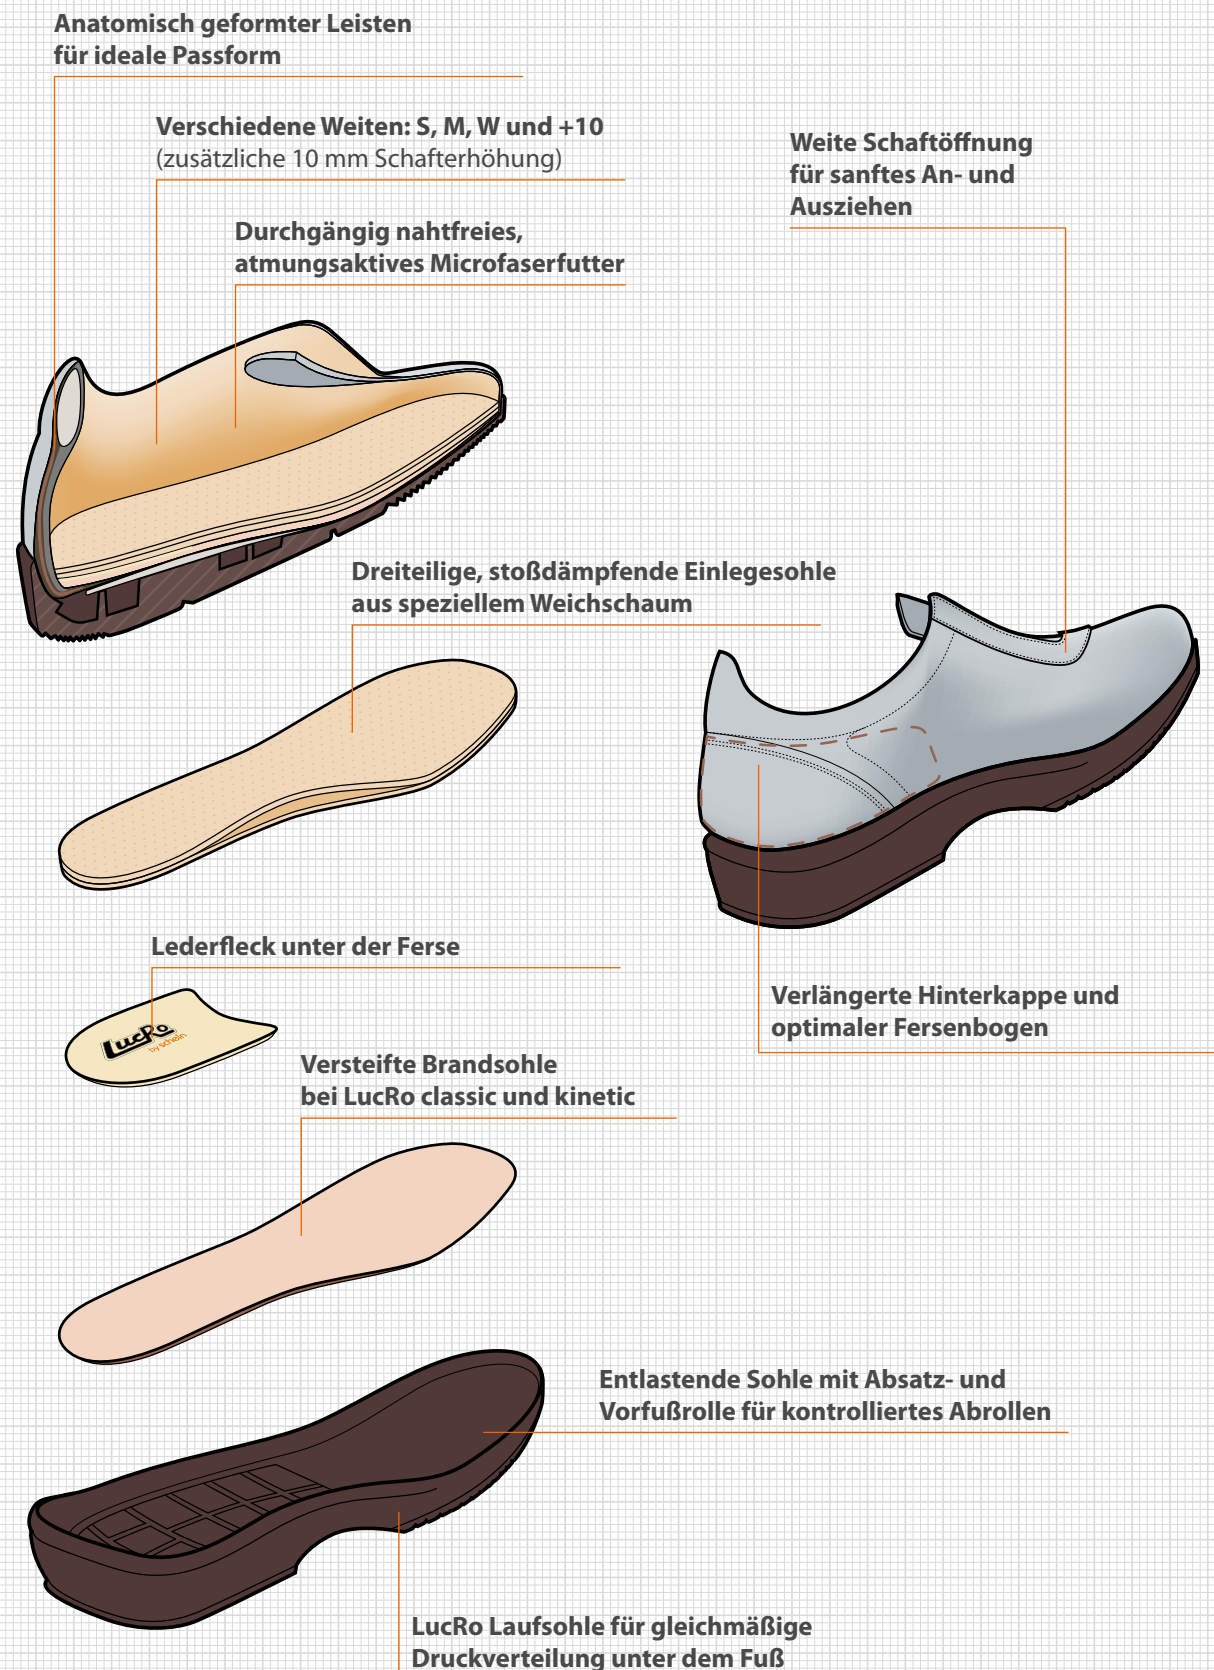 Anatomisch geformter Leisten
für ideale Passform
Verschiedene Weiten: S, M, W und +10
(zusätzliche 10 mm Schafterhöhung)
Weite Schaftöffnung
für sanftes An- und
Ausziehen
Durchgängig nahtfreies,
atmungsaktives Microfaserfutter
Dreiteilige, stoßdämpfende Einlegesohle
aus speziellem Weichschaum
Lederfleck unter der Ferse
LucRo
by schein
Verlängerte Hinterkappe und
optimaler Fersenbogen
Versteifte Brandsohle
bei LucRo classic und kinetic
Entlastende Sohle mit Absatz- und
Vorfußrolle für kontrolliertes Abrollen
LucRo Laufsohle für gleichmäßige
Druckverteilung unter dem Fuß